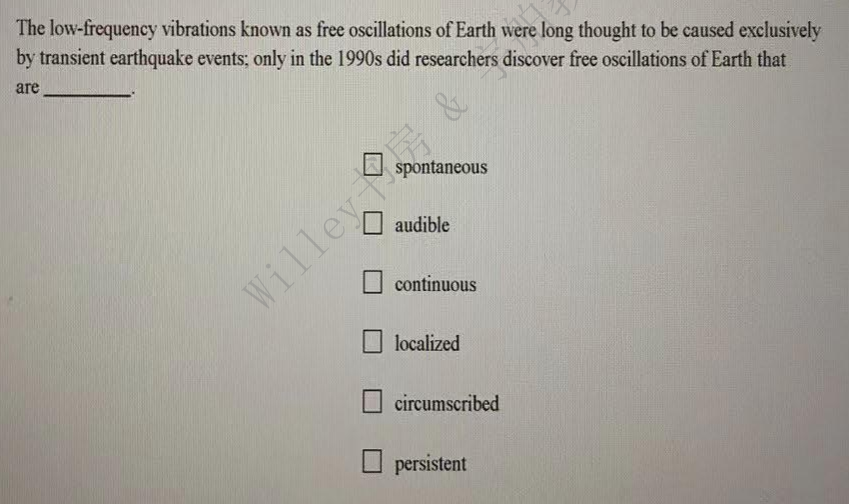 The low-frequency vibrations known as free oscillations of Earth were long thought to be caused exclusively
by transient earthquake events; only in the 1990s did researchers discover free oscillations of Earth that
are __________.
spontaneous
audible
continuous
localized
circumscribed
persistent
Willey书房 &